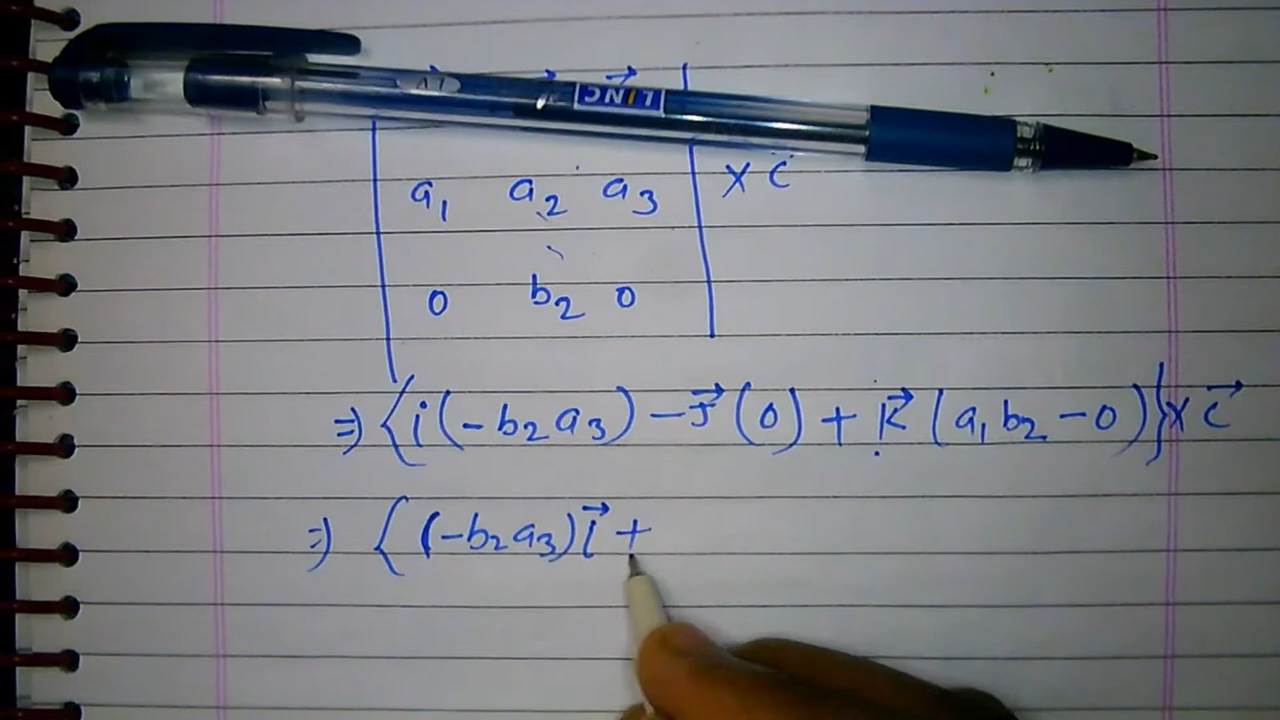 LINC
a₁ a₂ a₃ × c
0 b₂ 0
⇒ {i(-b₂a₃) - j⃗(0) + k⃗(a₁b₂-0)} × c⃗
⇒ {(-b₂a₃)i⃗ +